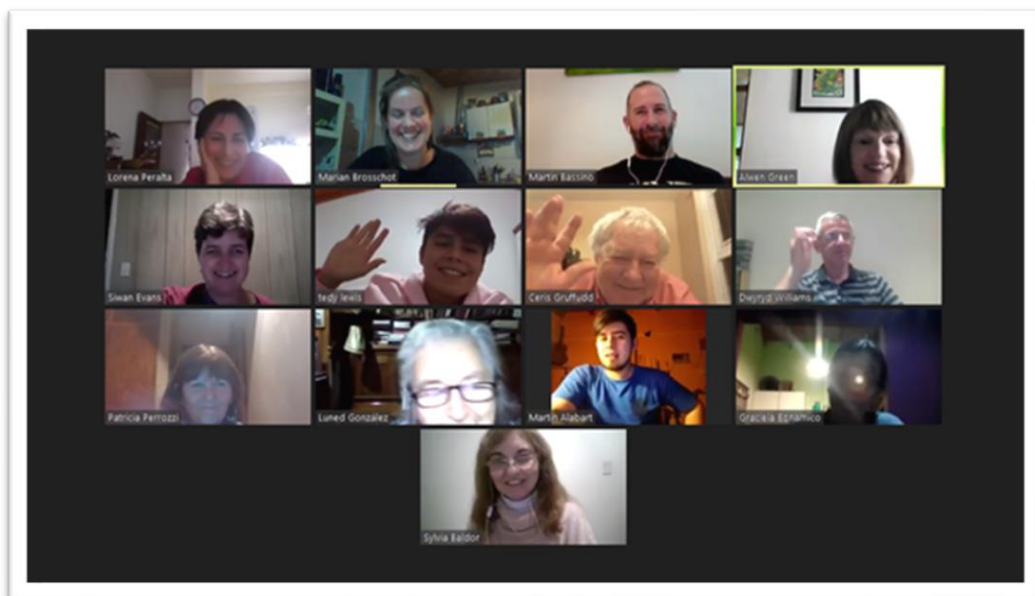 Lorena Peralta
Marian Brosschot
Martin Bassino
Alwen Green
Siwan Evans
tedy lewis
Ceris Gruffudd
Dwyryd Williams
Patricia Perrozzi
Luned Gonzalez
Martin Alabart
Graciela
Sylvia Baldor